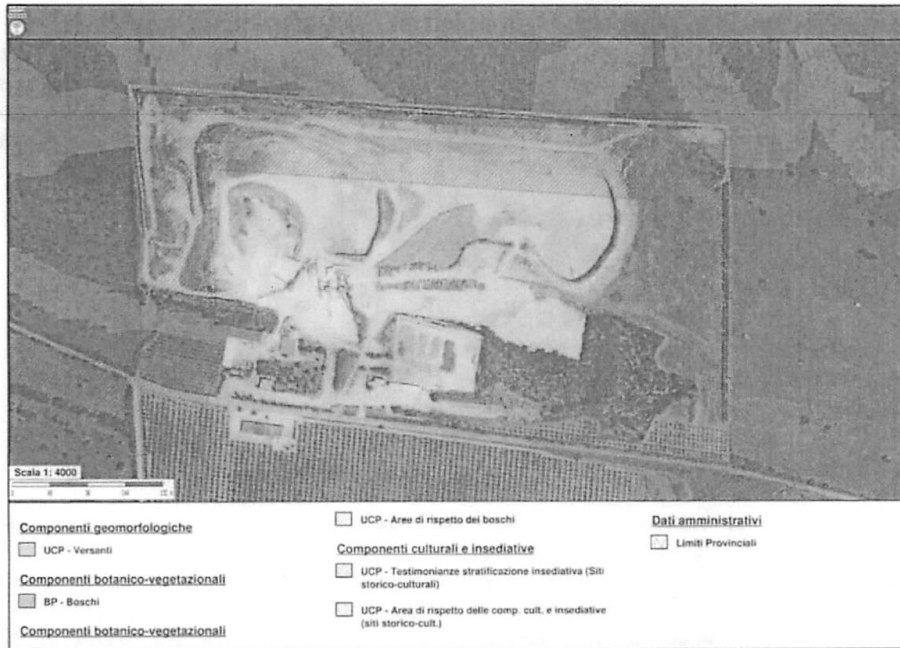 Scala 1: 4000
Componenti geomorfologiche
UCP - Versanti
Componenti botanico-vegetazionali
BP - Boschi
Componenti botanico-vegetazionali
UCP - Aree di rispetto dei boschi
Componenti culturali e insediative
UCP - Testimonianze stratificazione insediativa (Siti
storico-culturali)
UCP - Area di rispetto delle comp. cult. e insediative
(siti storico-cult.)
Dati amministrativi
Limiti Provinciali